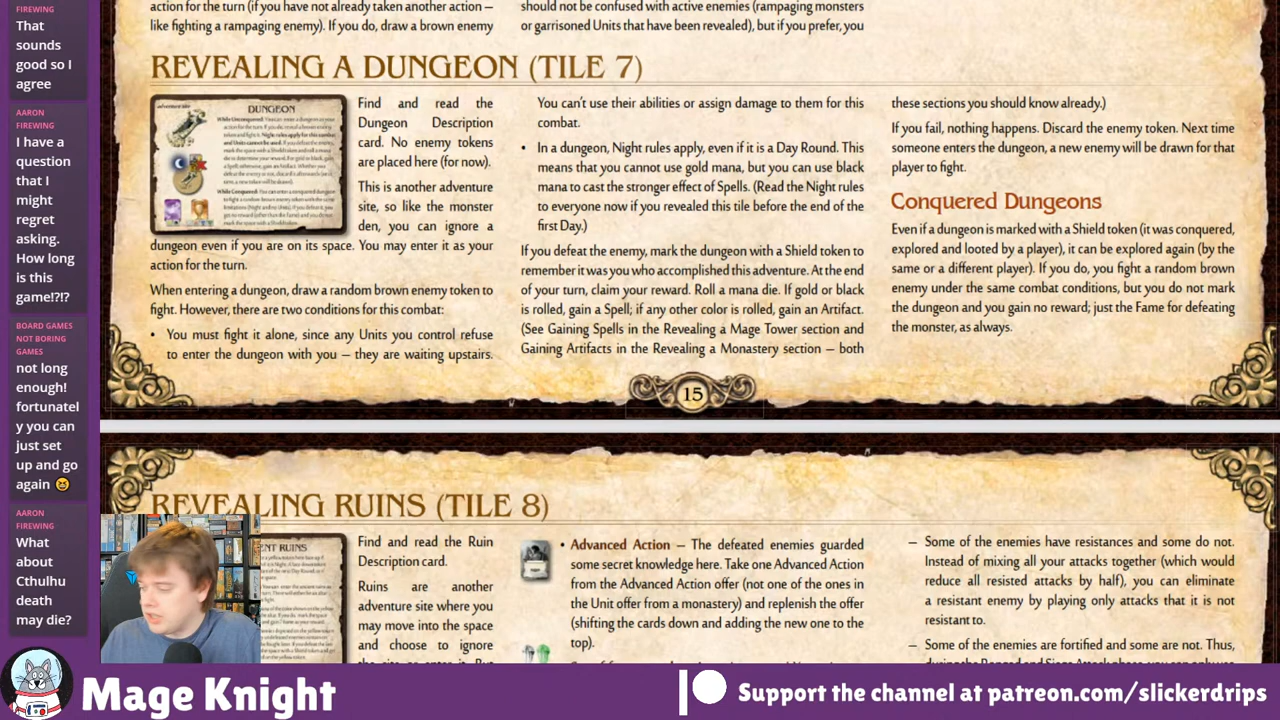 FIREWING
That
sounds
good so I
agree
AARON
FIREWING
I have a
question
that I
might
regret
asking.
How long
is this
game!?!?
BOARD GAMES
NOT BORING
GAMES
not long
enough!
fortunatel
y you can
just set
up and go
again 😆
AARON
FIREWING
What
about
Cthulhu
death
may die?
action for the turn (if you have not already taken another action –
like fighting a rampaging enemy). If you do, draw a brown enemy
should not be confused with active enemies (rampaging monsters
or garrisoned Units that have been revealed), but if you prefer, you
REVEALING A DUNGEON (TILE 7)
DUNGEON
Find and read the
Dungeon Description
card. No enemy tokens
are placed here (for now).
This is another adventure
site, so like the monster
den, you can ignore a
dungeon even if you are on its space. You may enter it as your
action for the turn.
When entering a dungeon, draw a random brown enemy token to
fight. However, there are two conditions for this combat:
• You must fight it alone, since any Units you control refuse
to enter the dungeon with you – they are waiting upstairs.
You can't use their abilities or assign damage to them for this
combat.
• In a dungeon, Night rules apply, even if it is a Day Round. This
means that you cannot use gold mana, but you can use black
mana to cast the stronger effect of Spells. (Read the Night rules
to everyone now if you revealed this tile before the end of the
first Day.)
If you defeat the enemy, mark the dungeon with a Shield token to
remember it was you who accomplished this adventure. At the end
of your turn, claim your reward. Roll a mana die. If gold or black
is rolled, gain a Spell; if any other color is rolled, gain an Artifact.
(See Gaining Spells in the Revealing a Mage Tower section and
Gaining Artifacts in the Revealing a Monastery section – both
these sections you should know already.)
If you fail, nothing happens. Discard the enemy token. Next time
someone enters the dungeon, a new enemy will be drawn for that
player to fight.
Conquered Dungeons
Even if a dungeon is marked with a Shield token (it was conquered,
explored and looted by a player), it can be explored again (by the
same or a different player). If you do, you fight a random brown
enemy under the same combat conditions, but you do not mark
the dungeon and you gain no reward; just the Fame for defeating
the monster, as always.
15
REVEALING RUINS (TILE 8)
Find and read the Ruin
Description card.
Ruins are another
adventure site where you
may move into the space
and choose to ignore
• Advanced Action – The defeated enemies guarded
some secret knowledge here. Take one Advanced Action
from the Advanced Action offer (not one of the ones in
the Unit offer from a monastery) and replenish the offer
(shifting the cards down and adding the new one to the
top).
– Some of the enemies have resistances and some do not.
Instead of mixing all your attacks together (which would
reduce all resisted attacks by half), you can eliminate
a resistant enemy by playing only attacks that it is not
resistant to.
– Some of the enemies are fortified and some are not. Thus,
Mage Knight
Support the channel at patreon.com/slickerdrips